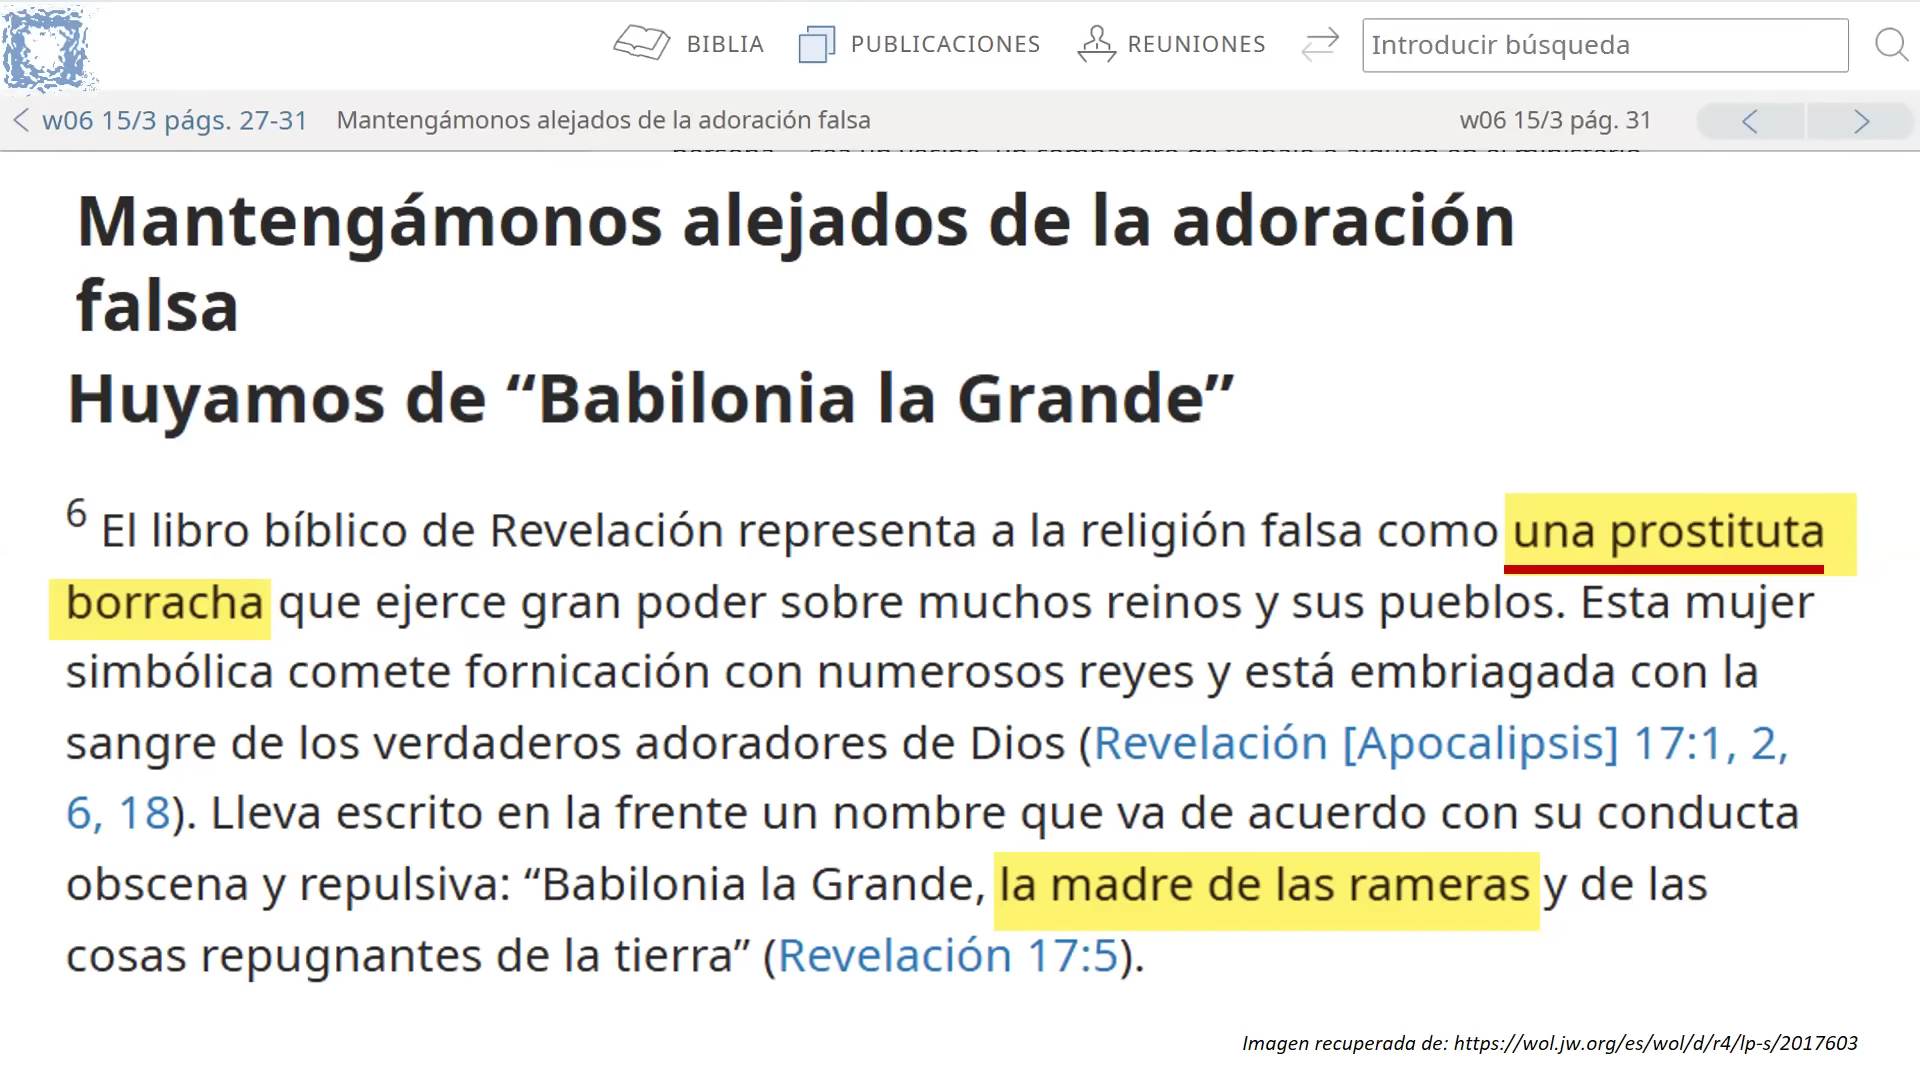 BIBLIA PUBLICACIONES REUNIONES Introducir búsqueda
w06 15/3 págs. 27-31 Mantengámonos alejados de la adoración falsa w06 15/3 pág. 31
Mantengámonos alejados de la adoración
falsa
Huyamos de “Babilonia la Grande”
6 El libro bíblico de Revelación representa a la religión falsa como una prostituta
borracha que ejerce gran poder sobre muchos reinos y sus pueblos. Esta mujer
simbólica comete fornicación con numerosos reyes y está embriagada con la
sangre de los verdaderos adoradores de Dios (Revelación [Apocalipsis] 17:1, 2,
6, 18). Lleva escrito en la frente un nombre que va de acuerdo con su conducta
obscena y repulsiva: “Babilonia la Grande, la madre de las rameras y de las
cosas repugnantes de la tierra” (Revelación 17:5).
Imagen recuperada de: https://wol.jw.org/es/wol/d/r4/lp-s/2017603